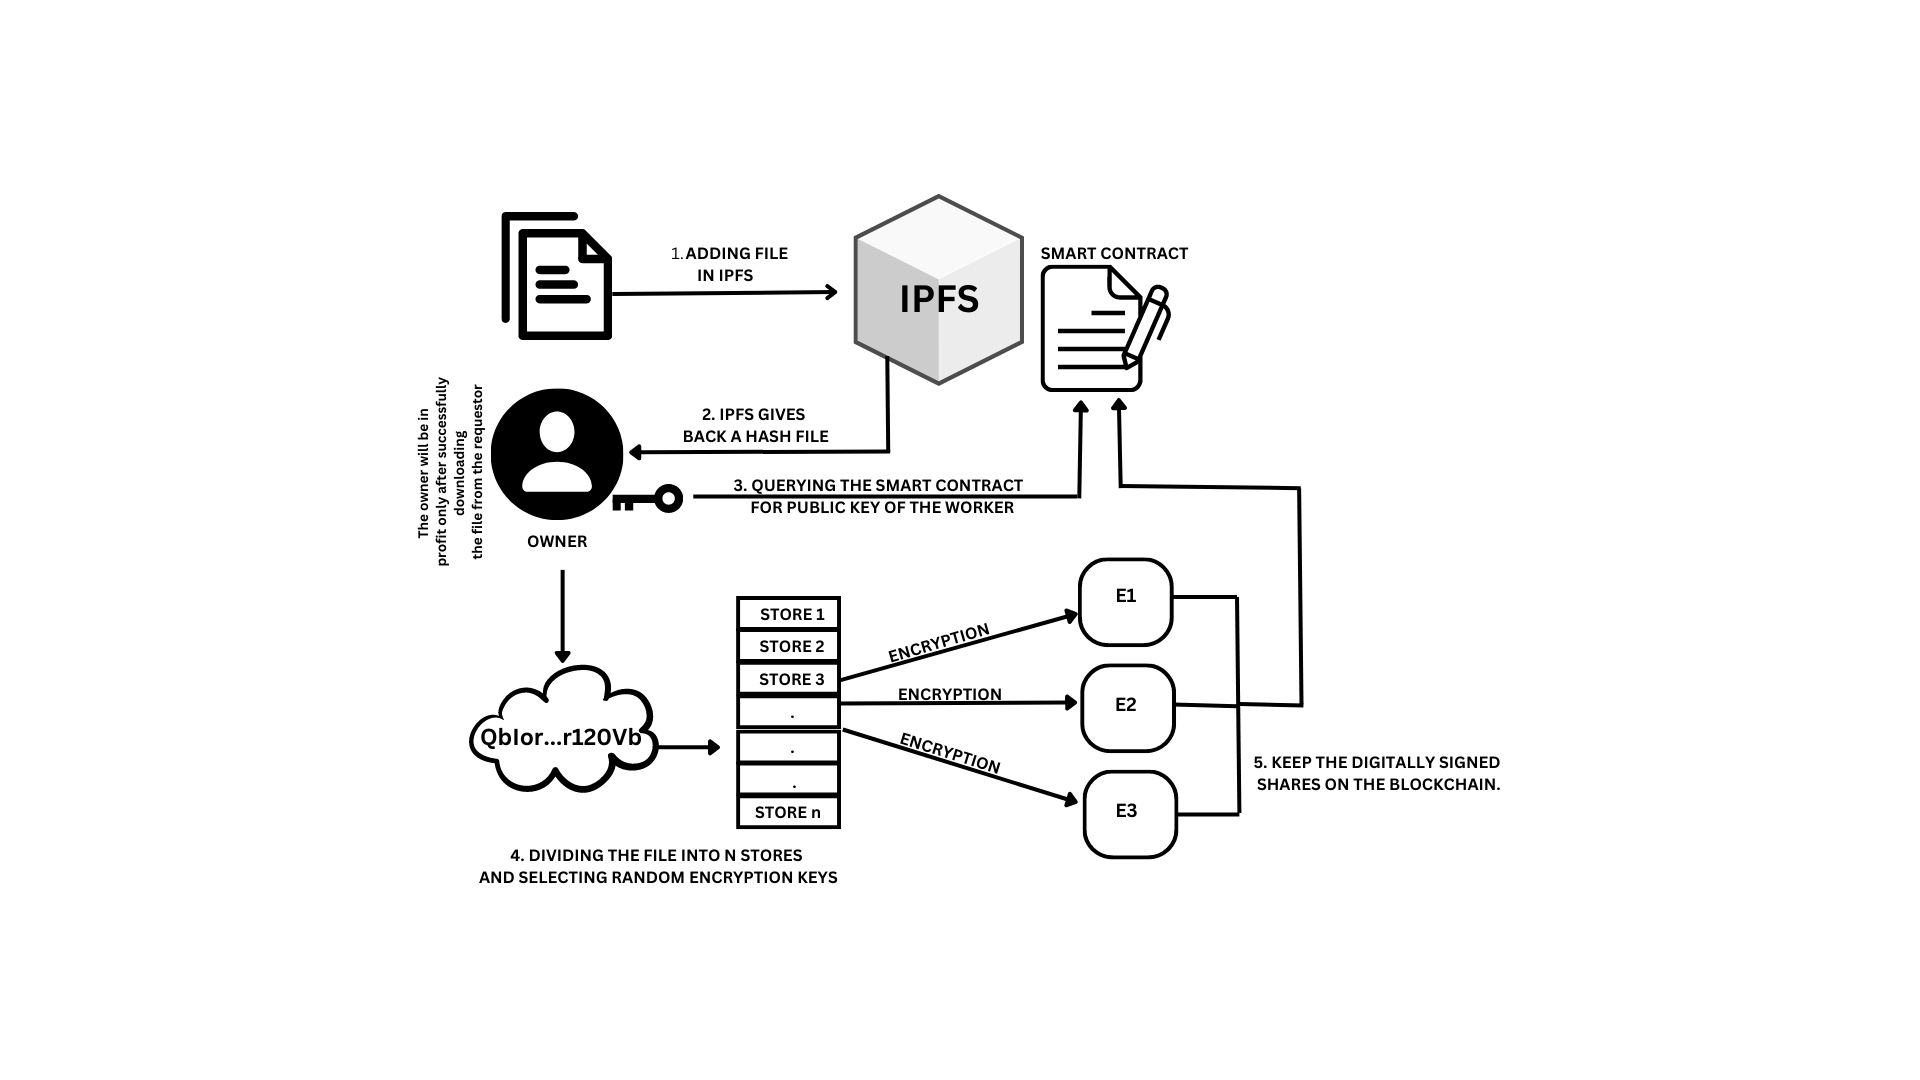 1. ADDING FILE
IN IPFS
IPFS
SMART CONTRACT
2. IPFS GIVES
BACK A HASH FILE
3. QUERYING THE SMART CONTRACT
FOR PUBLIC KEY OF THE WORKER
The owner will be in
profit only after successfully
downloading
the file from the requestor
OWNER
QbIor...r120Vb
STORE 1
STORE 2
STORE 3
.
.
.
STORE n
ENCRYPTION
ENCRYPTION
ENCRYPTION
E1
E2
E3
4. DIVIDING THE FILE INTO N STORES
AND SELECTING RANDOM ENCRYPTION KEYS
5. KEEP THE DIGITALLY SIGNED
SHARES ON THE BLOCKCHAIN.